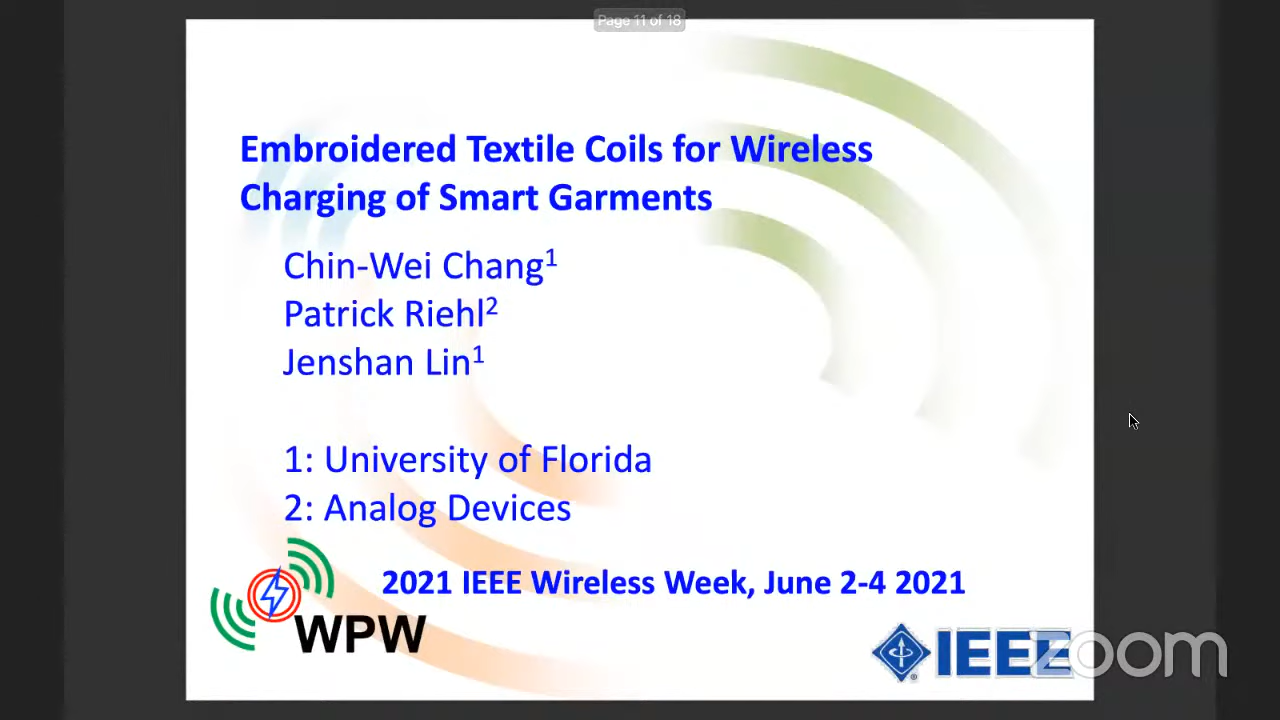 Page 11 of 18
Embroidered Textile Coils for Wireless
Charging of Smart Garments
Chin-Wei Chang1
Patrick Riehl2
Jenshan Lin1
1: University of Florida
2: Analog Devices
2021 IEEE Wireless Week, June 2-4 2021
WPW
IEEE
zoom